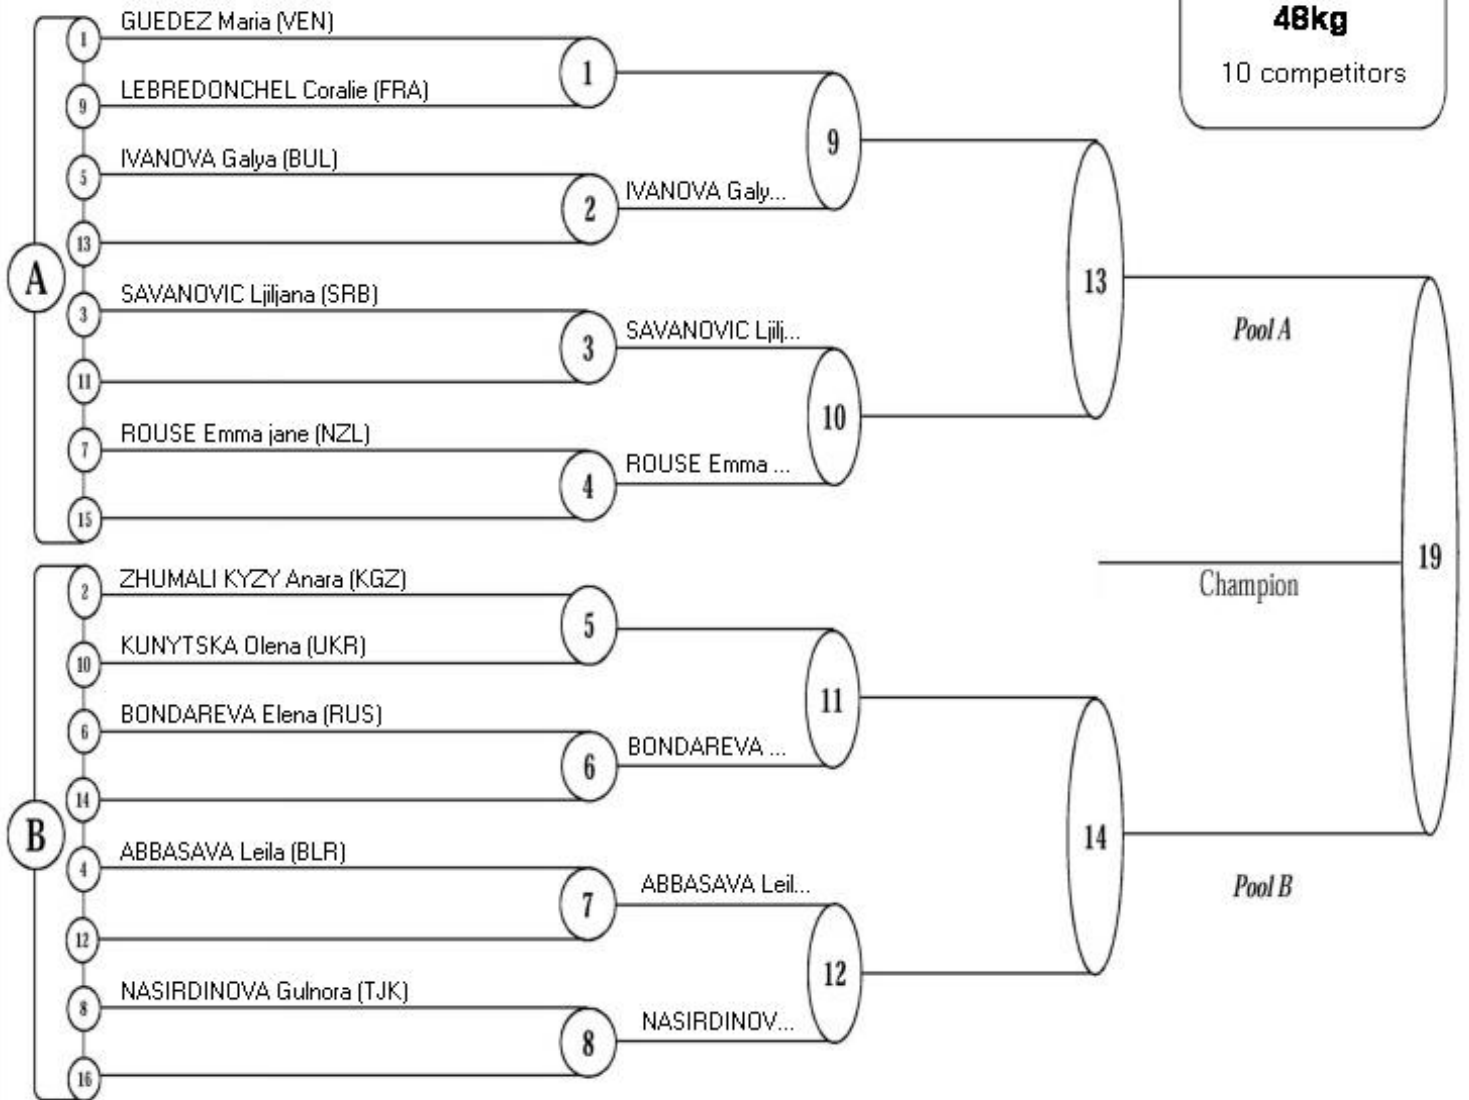 48kg
10 competitors
A
1 GUEDEZ Maria (VEN)
9 LEBREDONCHEL Coralie (FRA)
5 IVANOVA Galya (BUL)
13
3 SAVANOVIC Ljiljana (SRB)
11
7 ROUSE Emma jane (NZL)
15
B
2 ZHUMALI KYZY Anara (KGZ)
10 KUNYTSKA Olena (UKR)
6 BONDAREVA Elena (RUS)
14
4 ABBASAVA Leila (BLR)
12
8 NASIRDINOVA Gulnora (TJK)
16
1
2
3
4
5
6
7
8
IVANOVA Galy...
SAVANOVIC Ljilj...
ROUSE Emma ...
BONDAREVA ...
ABBASAVA Leil...
NASIRDINOV...
9
10
11
12
13
14
Pool A
Champion
Pool B
19